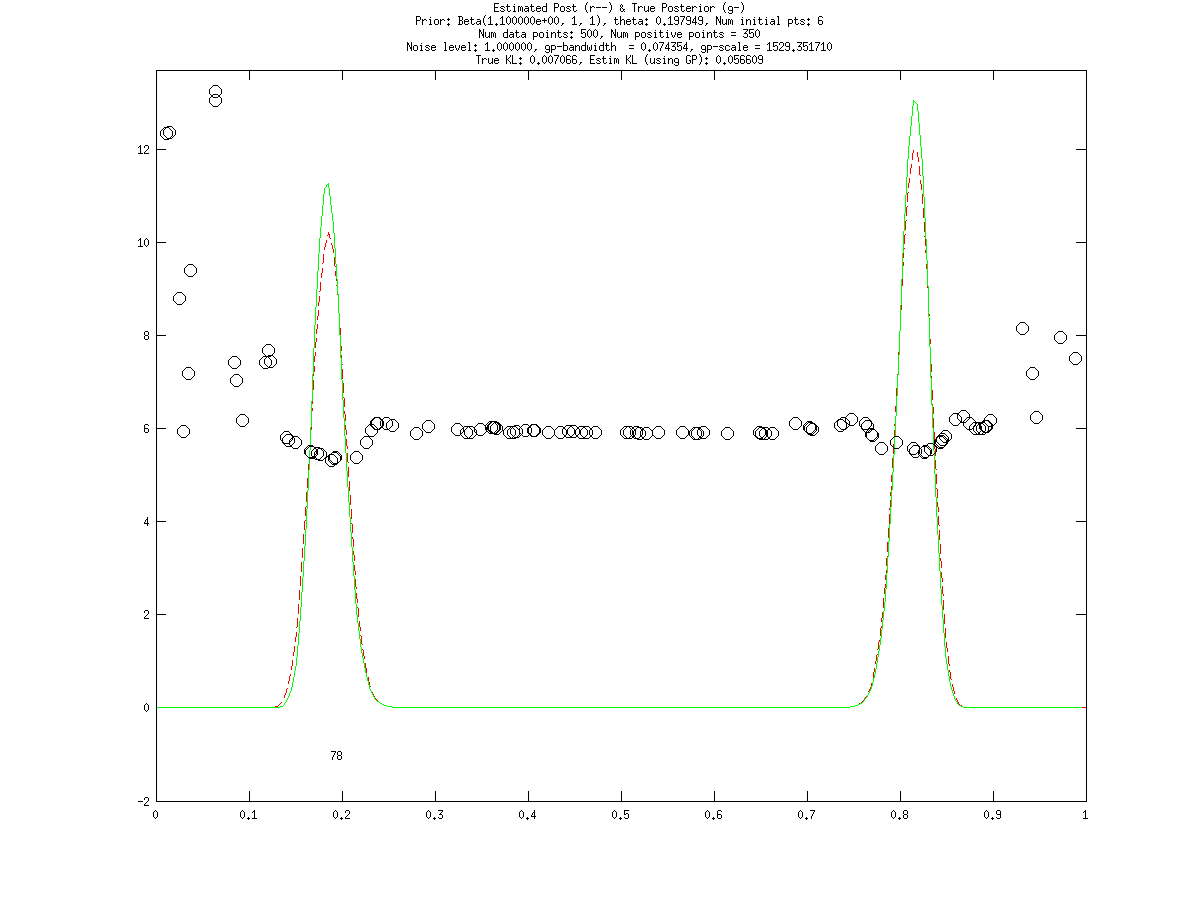 Estimated Post (r--) & True Posterior (g-)
Prior: Beta(1.100000e+00, 1, 1), theta: 0.197949, Num initial pts: 6
Num data points: 500, Num positive points = 350
Noise level: 1.000000, gp-bandwidth  = 0.074354, gp-scale = 1529.351710
True KL: 0.007066, Estim KL (using GP): 0.056609
12
10
8
6
4
2
0
78
-2
0 0.1 0.2 0.3 0.4 0.5 0.6 0.7 0.8 0.9 1